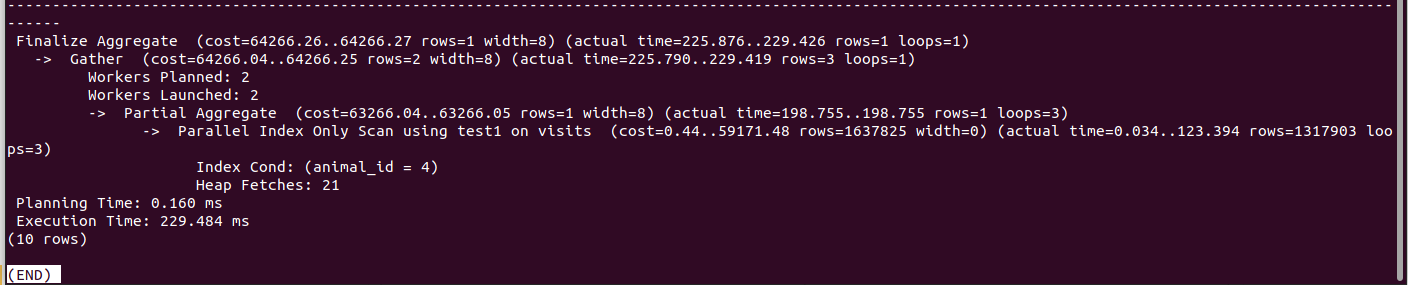 ----------------------------------------------------------------------------------------------------------------------------------------------------------
------
 Finalize Aggregate  (cost=64266.26..64266.27 rows=1 width=8) (actual time=225.876..229.426 rows=1 loops=1)
   ->  Gather  (cost=64266.04..64266.25 rows=2 width=8) (actual time=225.790..229.419 rows=3 loops=1)
         Workers Planned: 2
         Workers Launched: 2
         ->  Partial Aggregate  (cost=63266.04..63266.05 rows=1 width=8) (actual time=198.755..198.755 rows=1 loops=3)
               ->  Parallel Index Only Scan using test1 on visits  (cost=0.44..59171.48 rows=1637825 width=0) (actual time=0.034..123.394 rows=1317903 loo
ps=3)
                     Index Cond: (animal_id = 4)
                     Heap Fetches: 21
 Planning Time: 0.160 ms
 Execution Time: 229.484 ms
(10 rows)
(END)